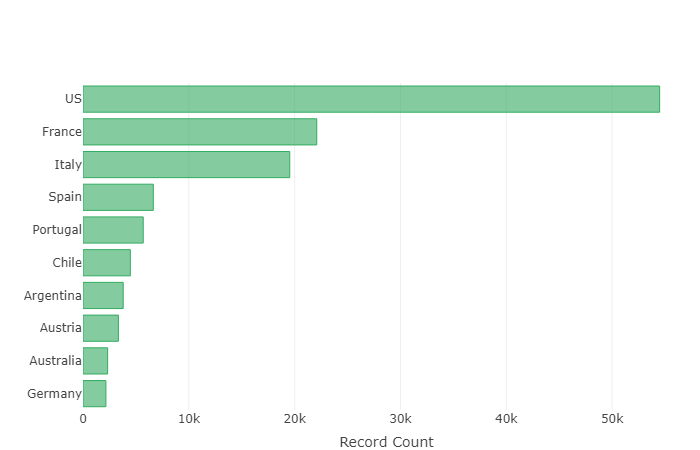 US
France
Italy
Spain
Portugal
Chile
Argentina
Austria
Australia
Germany
0 10k 20k 30k 40k 50k
Record Count